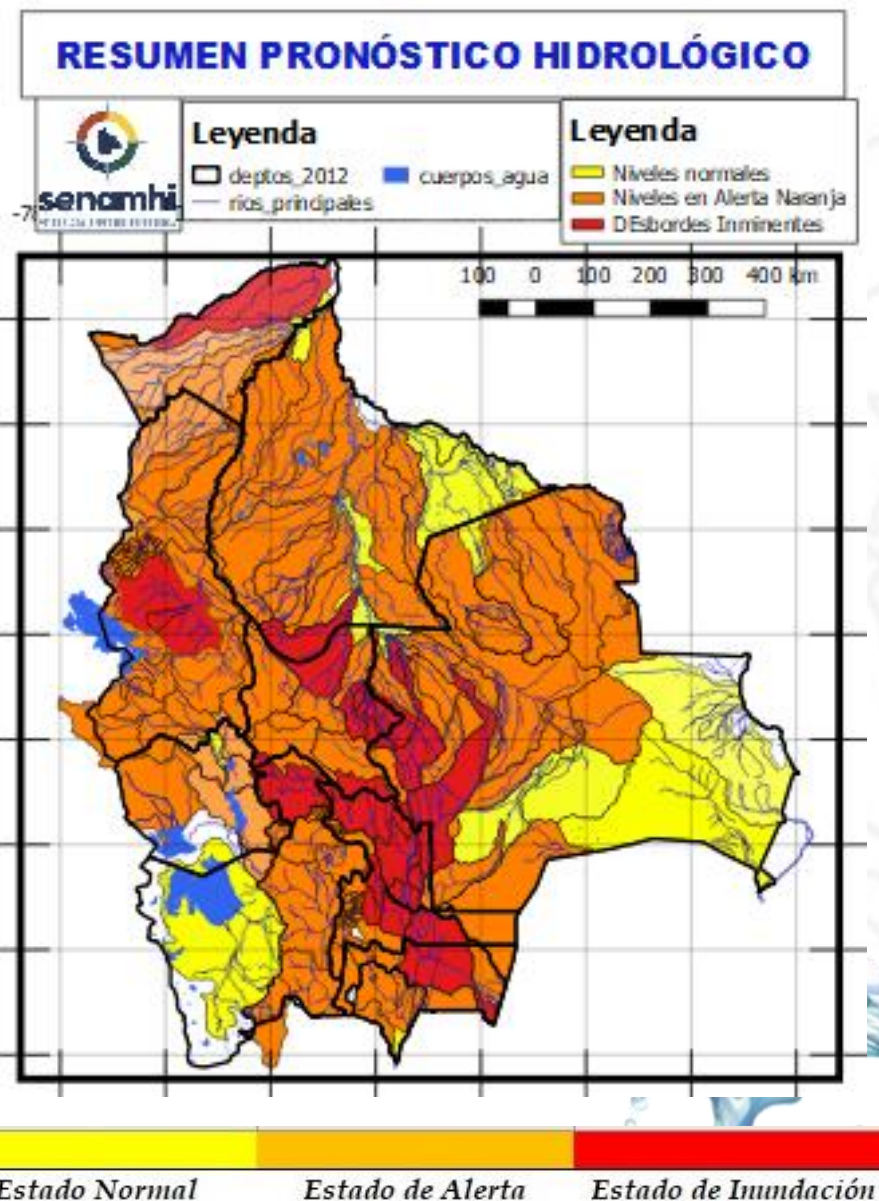 RESUMEN PRONÓSTICO HIDROLÓGICO
senamhi
Leyenda
deptos_2012
cuerpos_agua
rios_principales
Leyenda
Niveles normales
Niveles en Alerta Naranja
DEsbordes Inminentes
100 0 100 200 300 400 km
Estado Normal
Estado de Alerta
Estado de Inundación